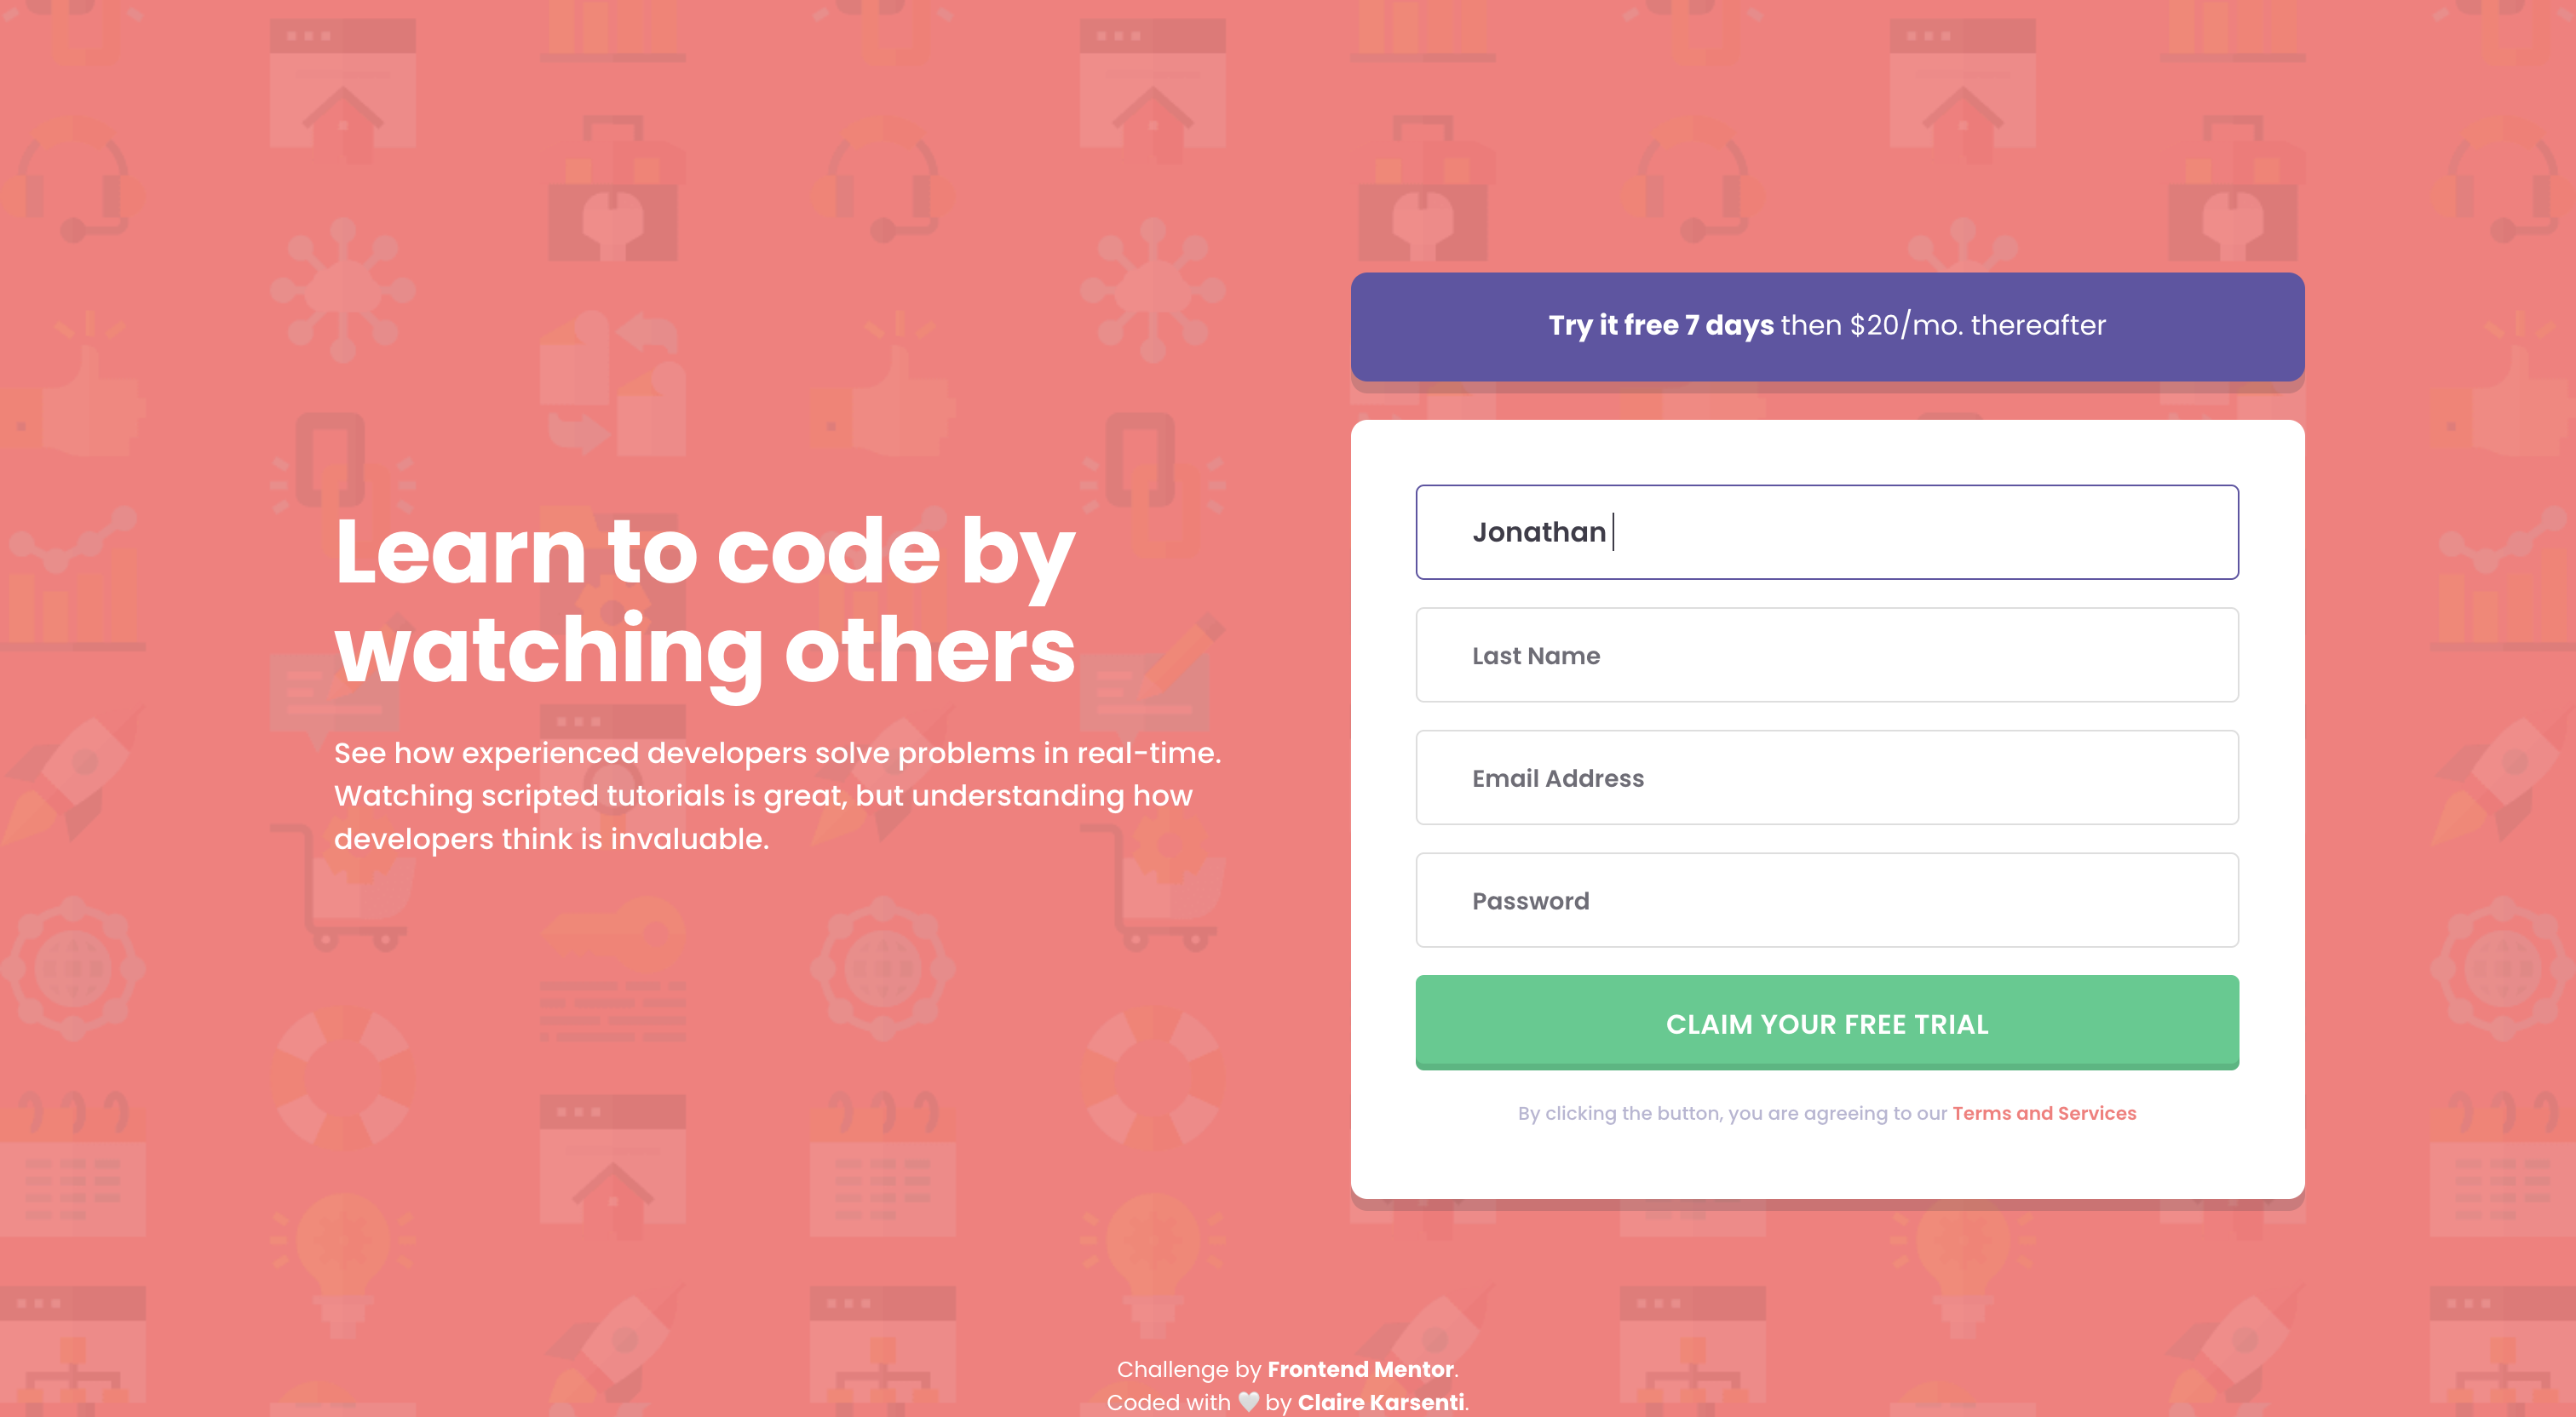 Learn to code by
watching others
See how experienced developers solve problems in real-time.
Watching scripted tutorials is great, but understanding how
developers think is invaluable.
Try it free 7 days then $20/mo. thereafter
Jonathan
Last Name
Email Address
Password
CLAIM YOUR FREE TRIAL
By clicking the button, you are agreeing to our Terms and Services
Challenge by Frontend Mentor.
Coded with 🤍 by Claire Karsenti.